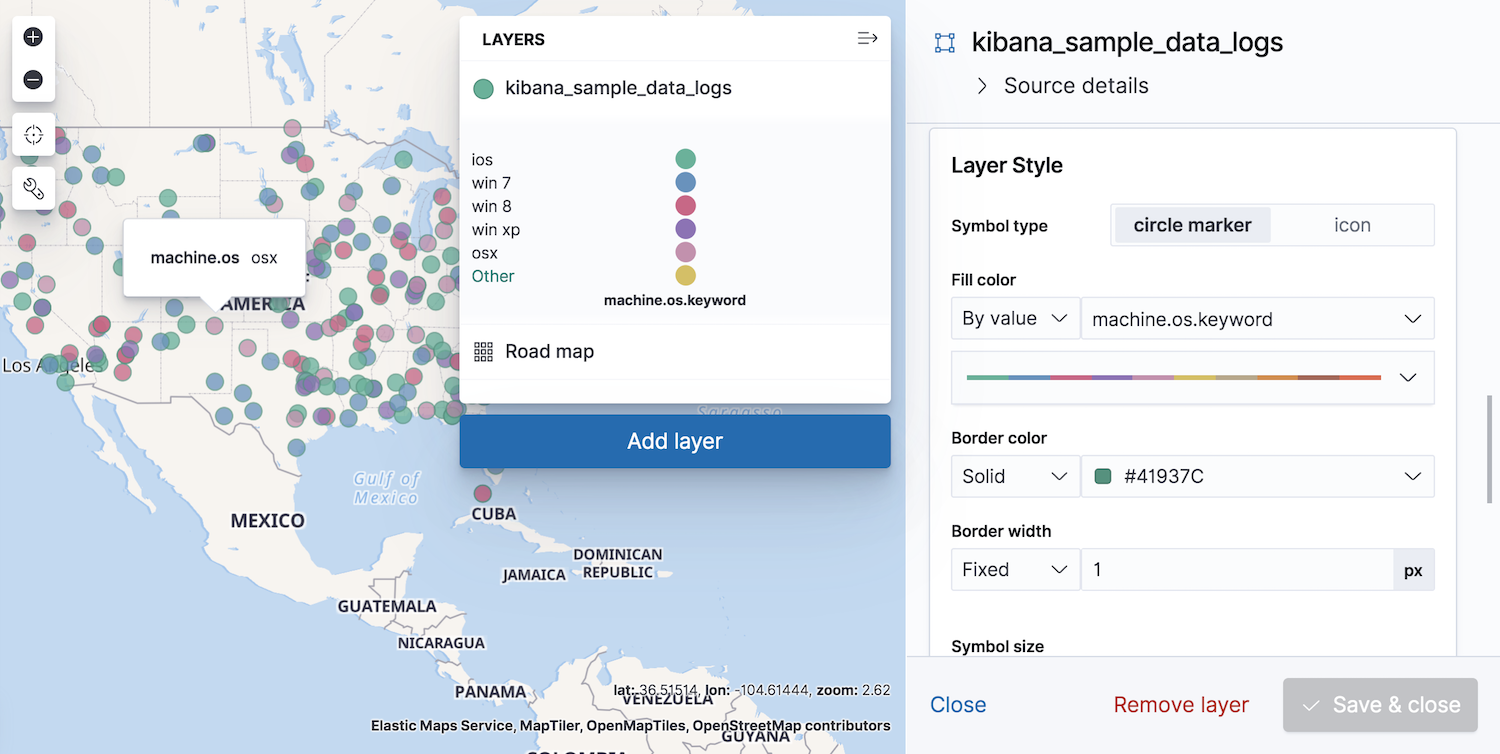 LAYERS
kibana_sample_data_logs
ios
win 7
win 8
win xp
osx
Other
machine.os.keyword
Road map
Add layer
machine.os osx
AMERICA
Los Angeles
Sargasso
Gulf of
Mexico
MEXICO
CUBA
DOMINICAN
REPUBLIC
JAMAICA
GUATEMALA
NICARAGUA
PANAMA
VENEZUELA
GUYANA
COLOMBIA
lat: 36.51514, lon: -104.61444, zoom: 2.62
Elastic Maps Service, MapTiler, OpenMapTiles, OpenStreetMap contributors
kibana_sample_data_logs
Source details
Layer Style
Symbol type circle marker icon
Fill color
By value machine.os.keyword
Border color
Solid #41937C
Border width
Fixed 1 px
Symbol size
Close Remove layer Save & close